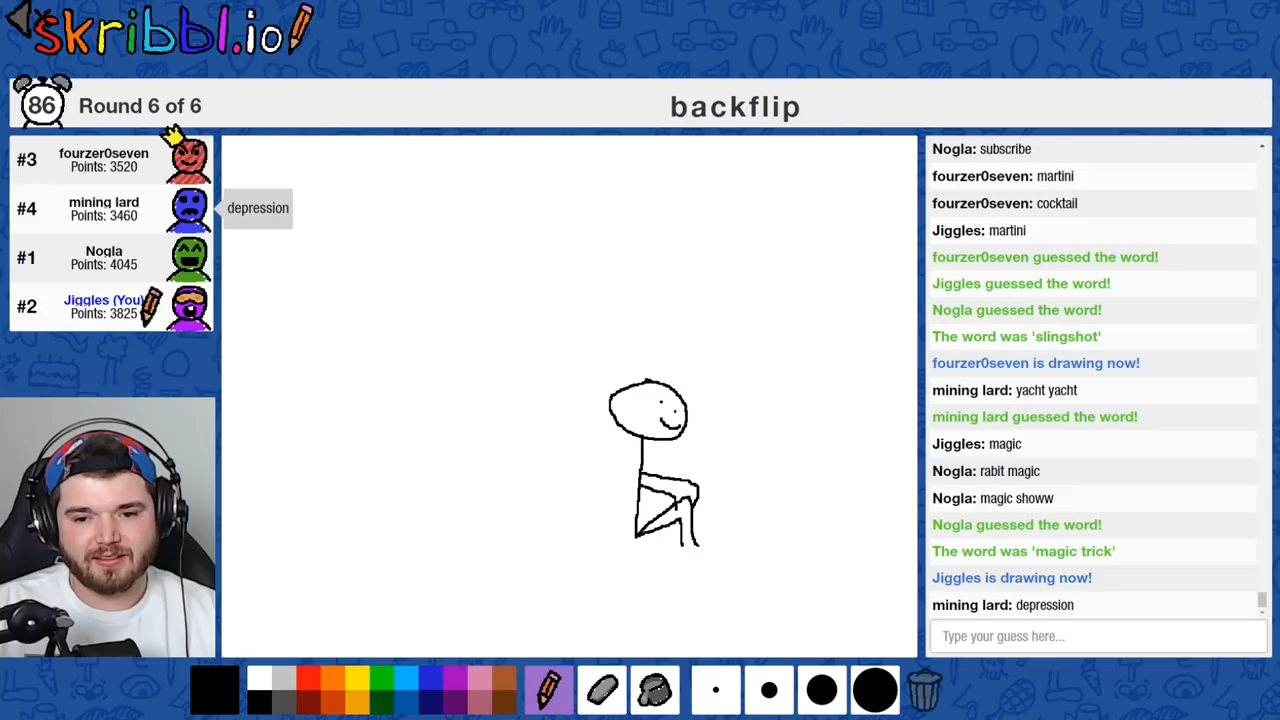 skribbl.io
86
Round 6 of 6
backflip
#3
fourzer0seven
Points: 3520
#4
mining lard
Points: 3460
depression
#1
Nogla
Points: 4045
#2
Jiggles (You)
Points: 3825
Nogla: subscribe
fourzer0seven: martini
fourzer0seven: cocktail
Jiggles: martini
fourzer0seven guessed the word!
Jiggles guessed the word!
Nogla guessed the word!
The word was 'slingshot'
fourzer0seven is drawing now!
mining lard: yacht yacht
mining lard guessed the word!
Jiggles: magic
Nogla: rabit magic
Nogla: magic showw
Nogla guessed the word!
The word was 'magic trick'
Jiggles is drawing now!
mining lard: depression
Type your guess here...